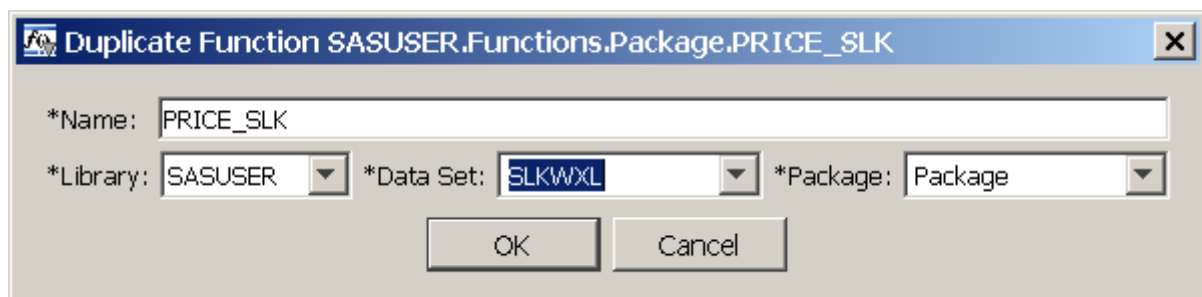 Duplicate Function SASUSER.Functions.Package.PRICE_SLK
*Name: PRICE_SLK
*Library: SASUSER *Data Set: SLKWXL *Package: Package
OK Cancel